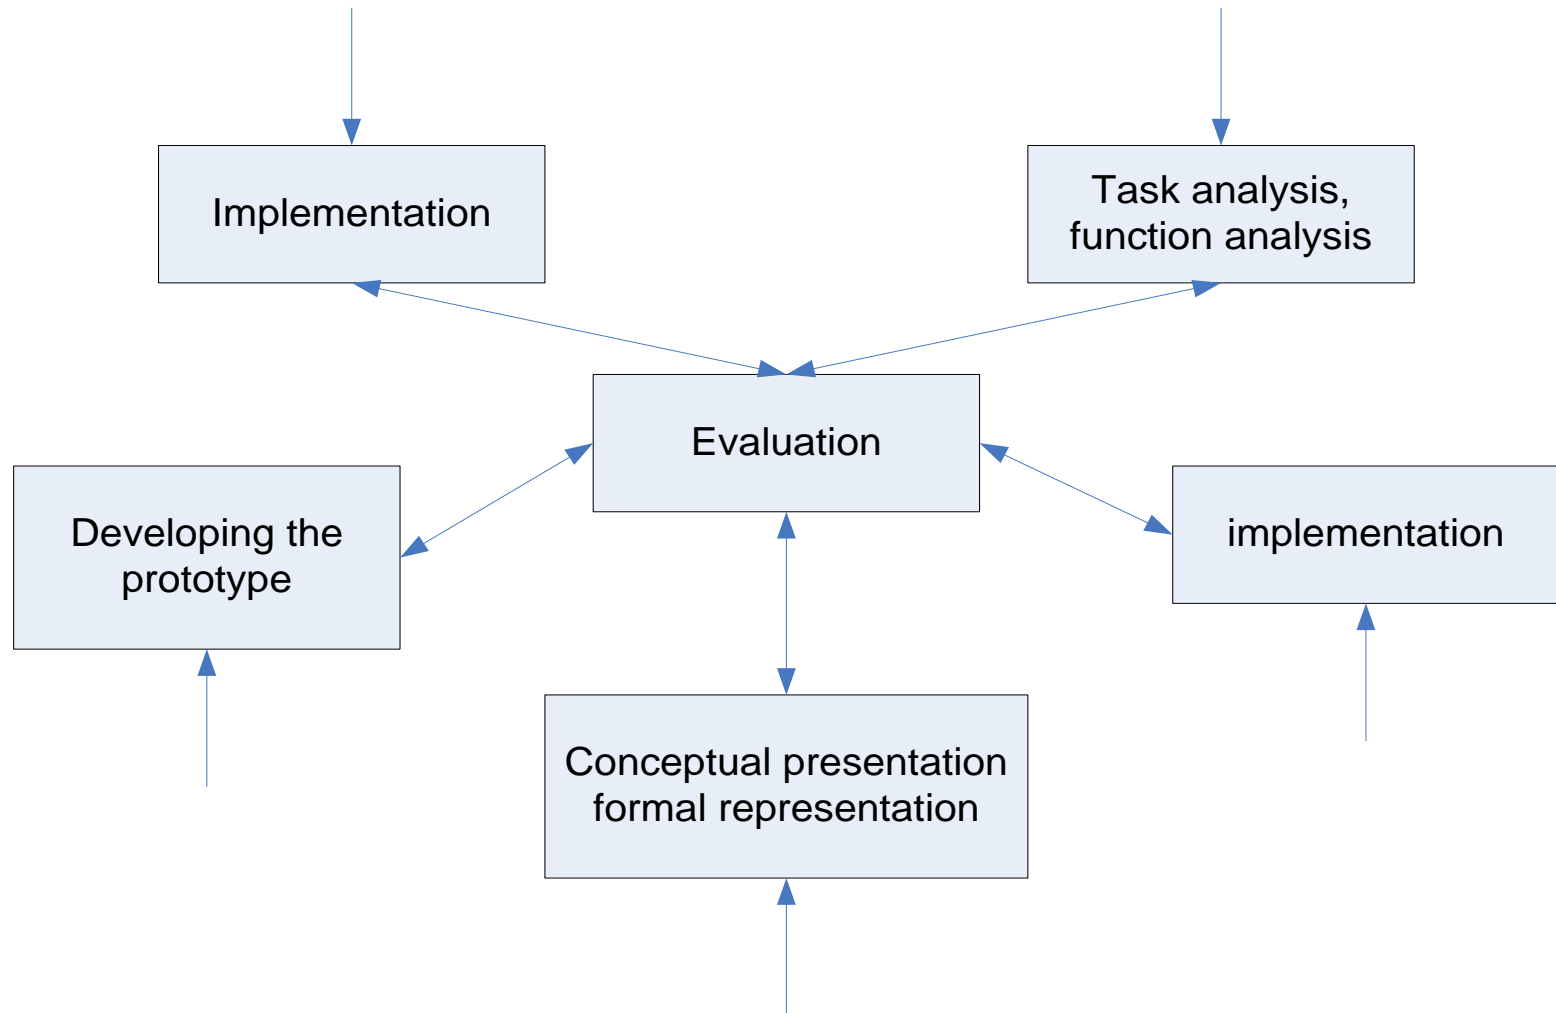 Implementation
Task analysis,
function analysis
Evaluation
Developing the
prototype
implementation
Conceptual presentation
formal representation